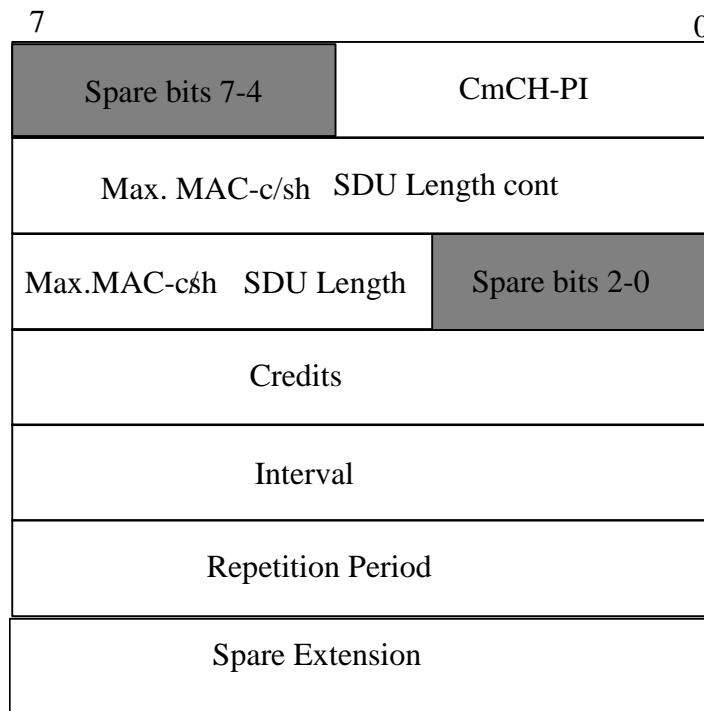 7 0
Spare bits 7-4 CmCH-PI
Max. MAC-c/sh SDU Length cont
Max.MAC-c/sh SDU Length Spare bits 2-0
Credits
Interval
Repetition Period
Spare Extension